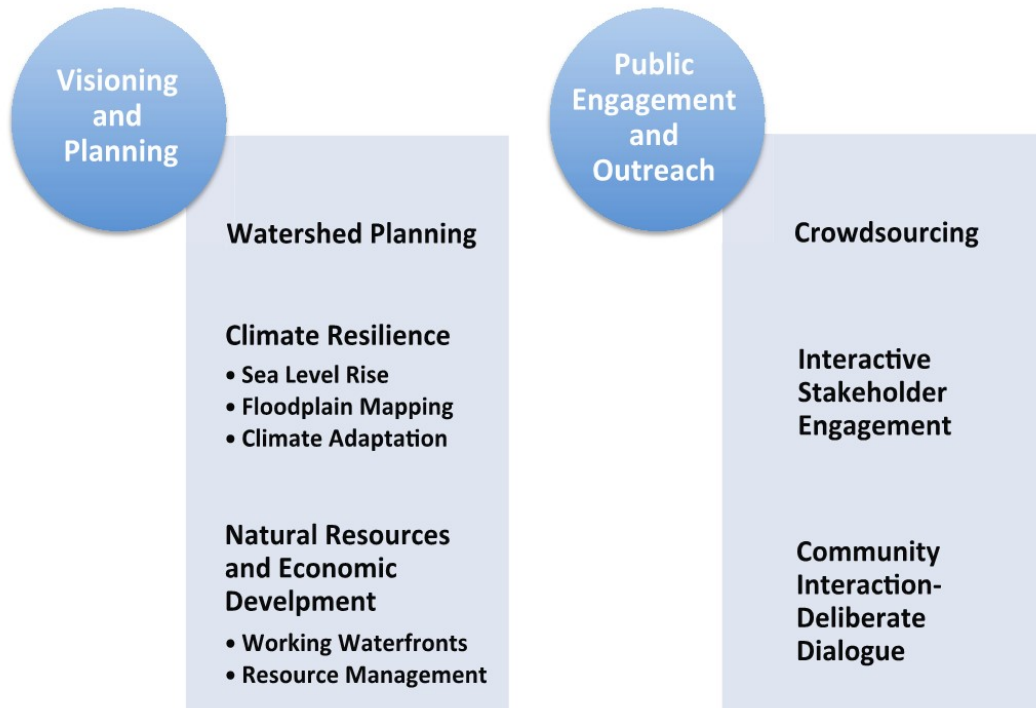 Visioning
and
Planning
Watershed Planning
Climate Resilience
• Sea Level Rise
• Floodplain Mapping
• Climate Adaptation
Natural Resources
and Economic
Develpment
• Working Waterfronts
• Resource Management
Public
Engagement
and
Outreach
Crowdsourcing
Interactive
Stakeholder
Engagement
Community
Interaction-
Deliberate
Dialogue